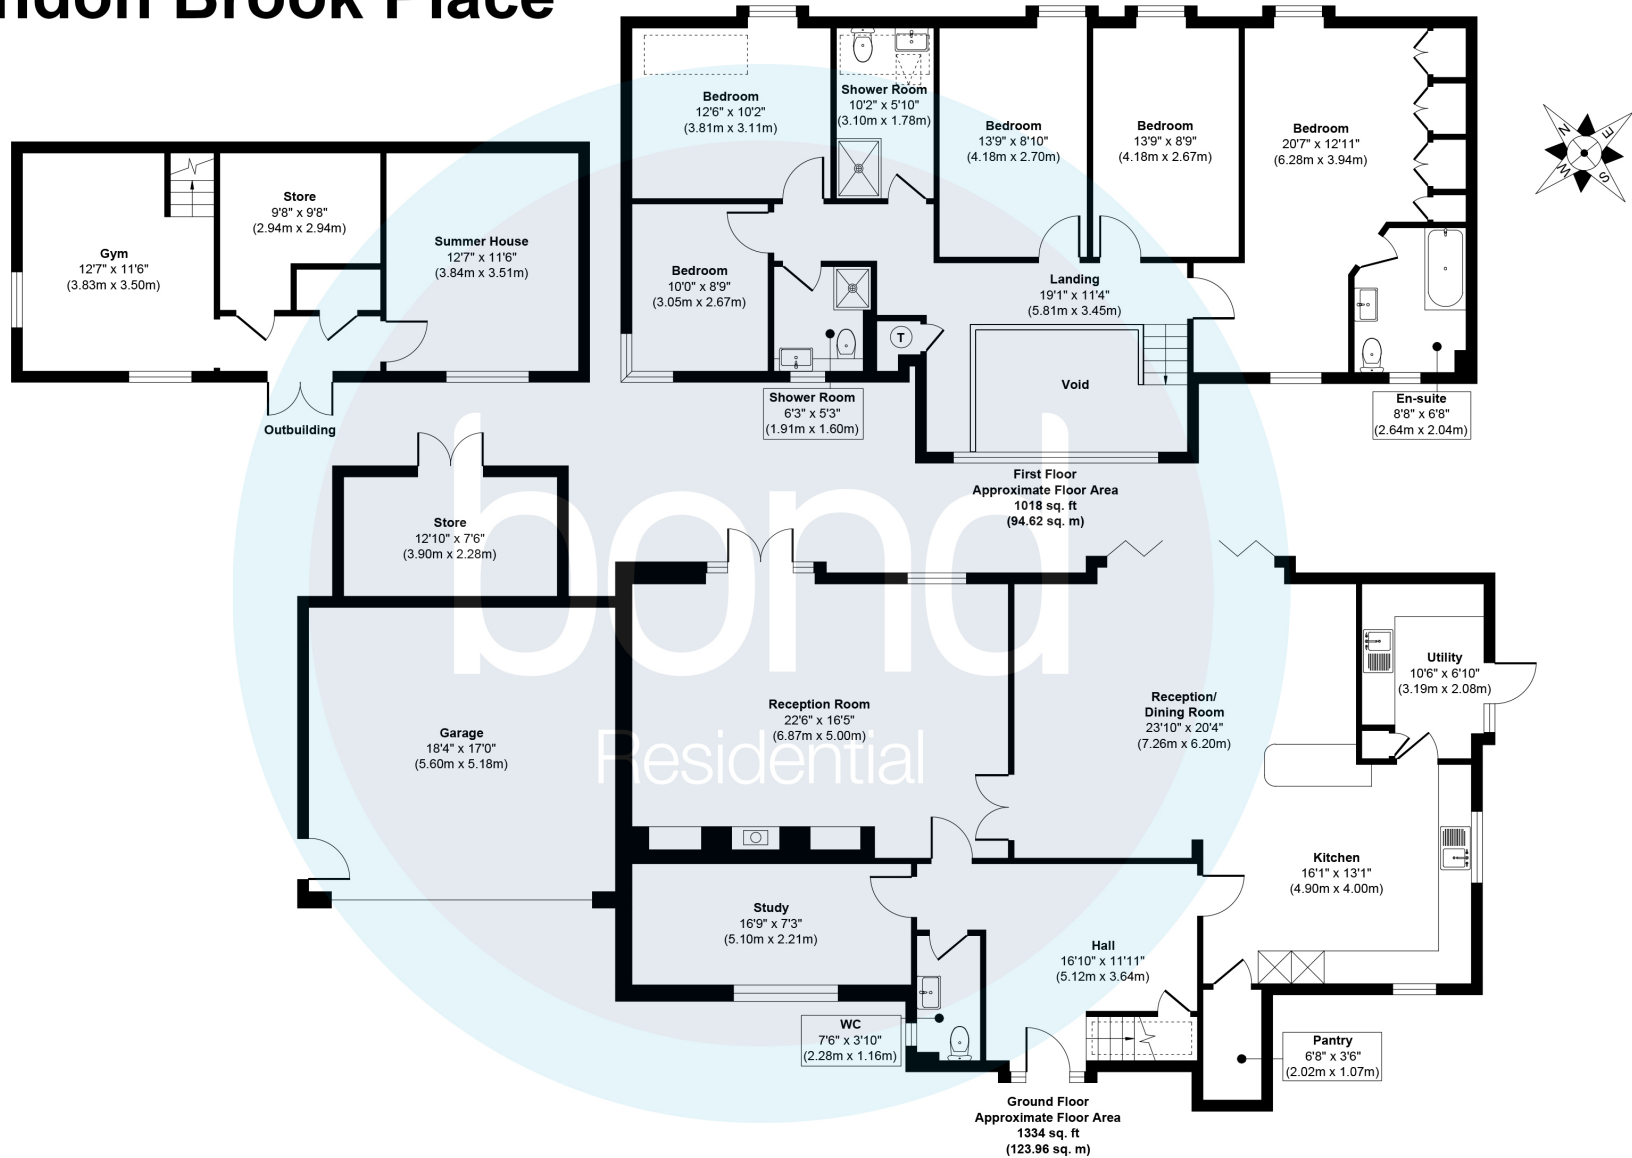 ndon Brook Place
Bedroom
12'6" x 10'2"
(3.81m x 3.11m)
Shower Room
10'2" x 5'10"
(3.10m x 1.78m)
Bedroom
13'9" x 8'10"
(4.18m x 2.70m)
Bedroom
13'9" x 8'9"
(4.18m x 2.67m)
Bedroom
20'7" x 12'11"
(6.28m x 3.94m)
N
E
S
W
Gym
12'7" x 11'6"
(3.83m x 3.50m)
Store
9'8" x 9'8"
(2.94m x 2.94m)
Summer House
12'7" x 11'6"
(3.84m x 3.51m)
Outbuilding
Bedroom
10'0" x 8'9"
(3.05m x 2.67m)
Landing
19'1" x 11'4"
(5.81m x 3.45m)
T
Void
Shower Room
6'3" x 5'3"
(1.91m x 1.60m)
En-suite
8'8" x 6'8"
(2.64m x 2.04m)
First Floor
Approximate Floor Area
1018 sq. ft
(94.62 sq. m)
Store
12'10" x 7'6"
(3.90m x 2.28m)
bond
Residential
Garage
18'4" x 17'0"
(5.60m x 5.18m)
Reception Room
22'6" x 16'5"
(6.87m x 5.00m)
Reception/
Dining Room
23'10" x 20'4"
(7.26m x 6.20m)
Utility
10'6" x 6'10"
(3.19m x 2.08m)
Kitchen
16'1" x 13'1"
(4.90m x 4.00m)
Study
16'9" x 7'3"
(5.10m x 2.21m)
Hall
16'10" x 11'11"
(5.12m x 3.64m)
WC
7'6" x 3'10"
(2.28m x 1.16m)
Pantry
6'8" x 3'6"
(2.02m x 1.07m)
Ground Floor
Approximate Floor Area
1334 sq. ft
(123.96 sq. m)